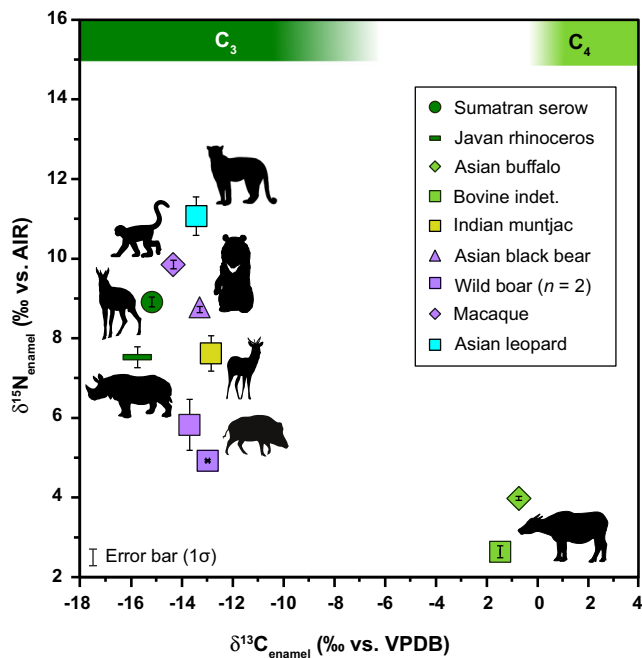 C₃
C₄
16
14
12
10
8
6
4
2
δ¹⁵N_enamel (‰ vs. AIR)
Sumatran serow
Javan rhinoceros
Asian buffalo
Bovine indet.
Indian muntjac
Asian black bear
Wild boar (n = 2)
Macaque
Asian leopard
Error bar (1σ)
-18 -16 -14 -12 -10 -8 -6 -4 -2 0 2 4
δ¹³C_enamel (‰ vs. VPDB)